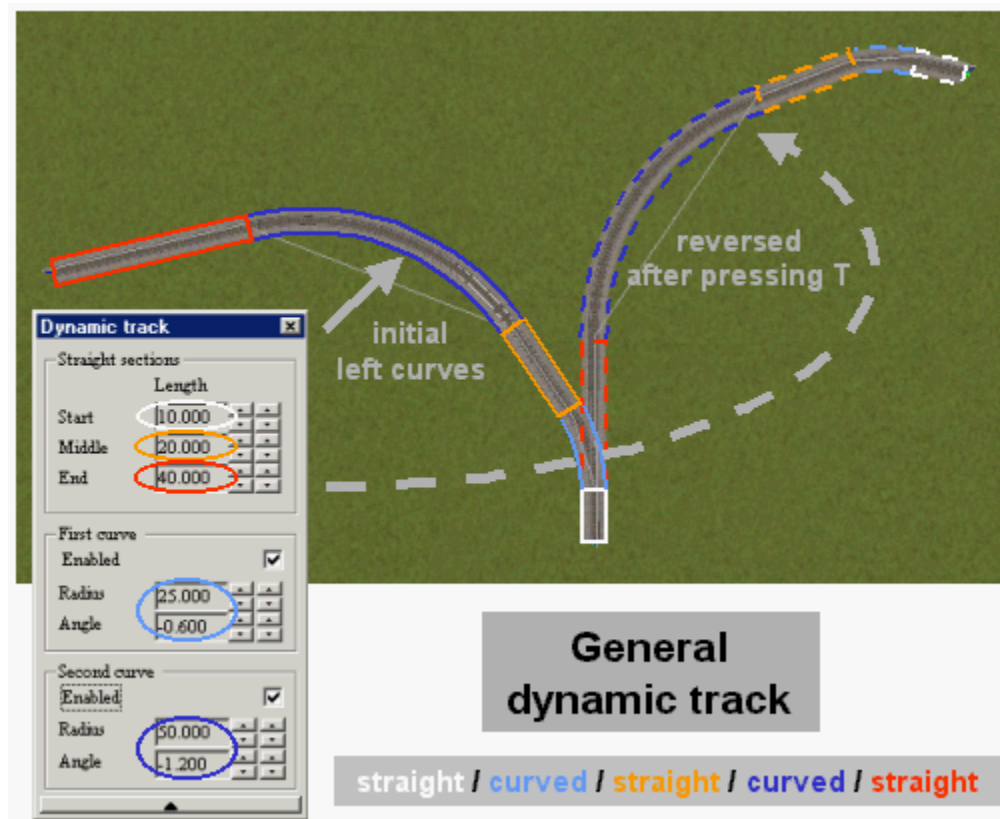 reversed
after pressing T
initial
left curves
Dynamic track
Straight sections
Length
Start 10.000
Middle 20.000
End 40.000
First curve
Enabled
Radius 25.000
Angle -0.600
Second curve
Enabled
Radius 50.000
Angle -1.200
General
dynamic track
straight / curved / straight / curved / straight